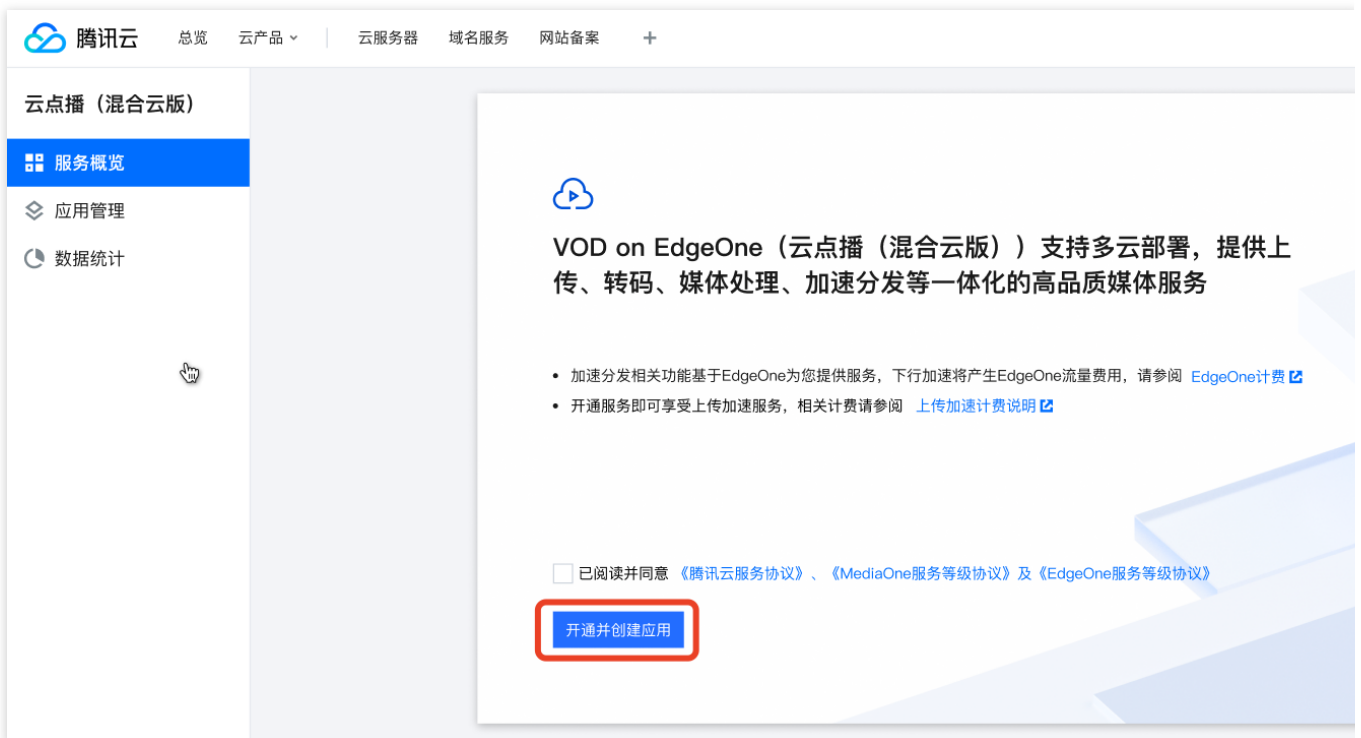 腾讯云 总览 云产品 云服务器 域名服务 网站备案 +
云点播（混合云版）
服务概览
应用管理
数据统计
VOD on EdgeOne（云点播（混合云版））支持多云部署，提供上
传、转码、媒体处理、加速分发等一体化的高品质媒体服务
• 加速分发相关功能基于EdgeOne为您提供服务，下行加速将产生EdgeOne流量费用，请参阅 EdgeOne计费
• 开通服务即可享受上传加速服务，相关计费请参阅 上传加速计费说明
已阅读并同意 《腾讯云服务协议》、《MediaOne服务等级协议》及《EdgeOne服务等级协议》
开通并创建应用